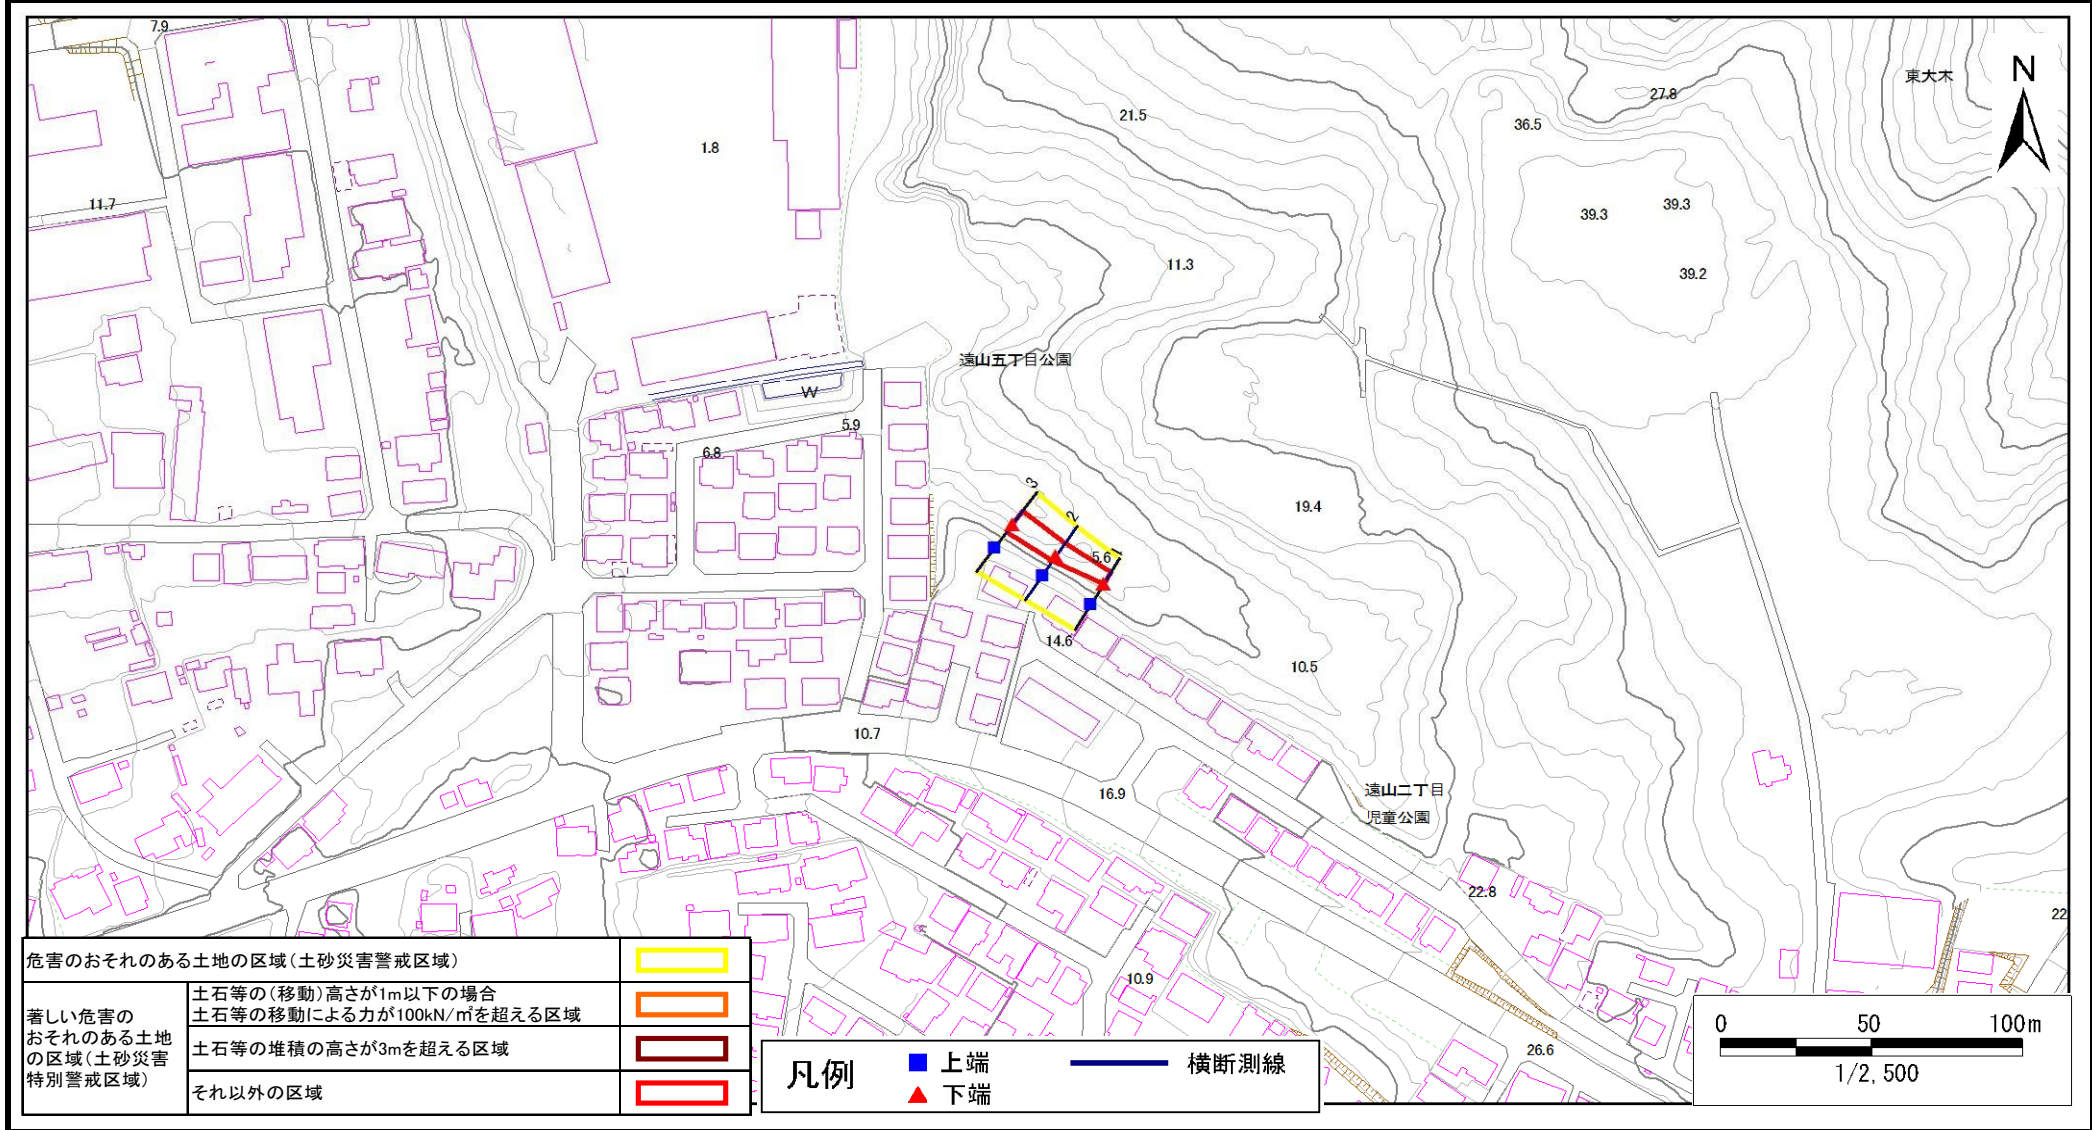 7.9
東大木
N
27.8
21.5
36.5
1.8
11.7
39.3
39.3
11.3
39.2
遠山五丁目公園
W
5.9
6.8
3
19.4
2
1
5.6
14.6
10.5
10.7
遠山二丁目
児童公園
16.9
22.8
22
10.9
26.6
危害のおそれのある土地の区域(土砂災害警戒区域)
著しい危害の
おそれのある土地
の区域(土砂災害
特別警戒区域)
土石等の(移動)高さが1m以下の場合
土石等の移動による力が100kN/㎡を超える区域
土石等の堆積の高さが3mを超える区域
それ以外の区域
凡例
上端
下端
横断測線
0 50 100m
1/2,500